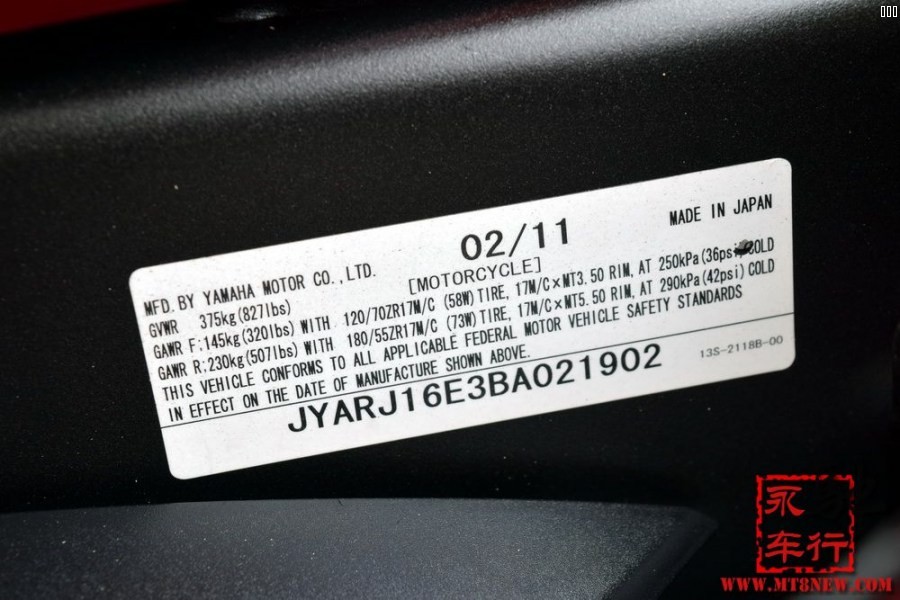 02/11
MADE IN JAPAN
MFD. BY YAMAHA MOTOR CO., LTD.
[MOTORCYCLE]
GVWR 375kg(827lbs)
GAWR F:145kg(320lbs) WITH 120/70ZR17M/C (58W) TIRE, 17M/C×MT3.50 RIM, AT 250kPa(36psi) COLD
GAWR R:230kg(507lbs) WITH 180/55ZR17M/C (73W) TIRE, 17M/C×MT5.50 RIM, AT 290kPa(42psi) COLD
THIS VEHICLE CONFORMS TO ALL APPLICABLE FEDERAL MOTOR VEHICLE SAFETY STANDARDS
IN EFFECT ON THE DATE OF MANUFACTURE SHOWN ABOVE.
13S-2118B-00
JYARJ16E3BA021902
永
车行
WWW.MT8NEW.COM